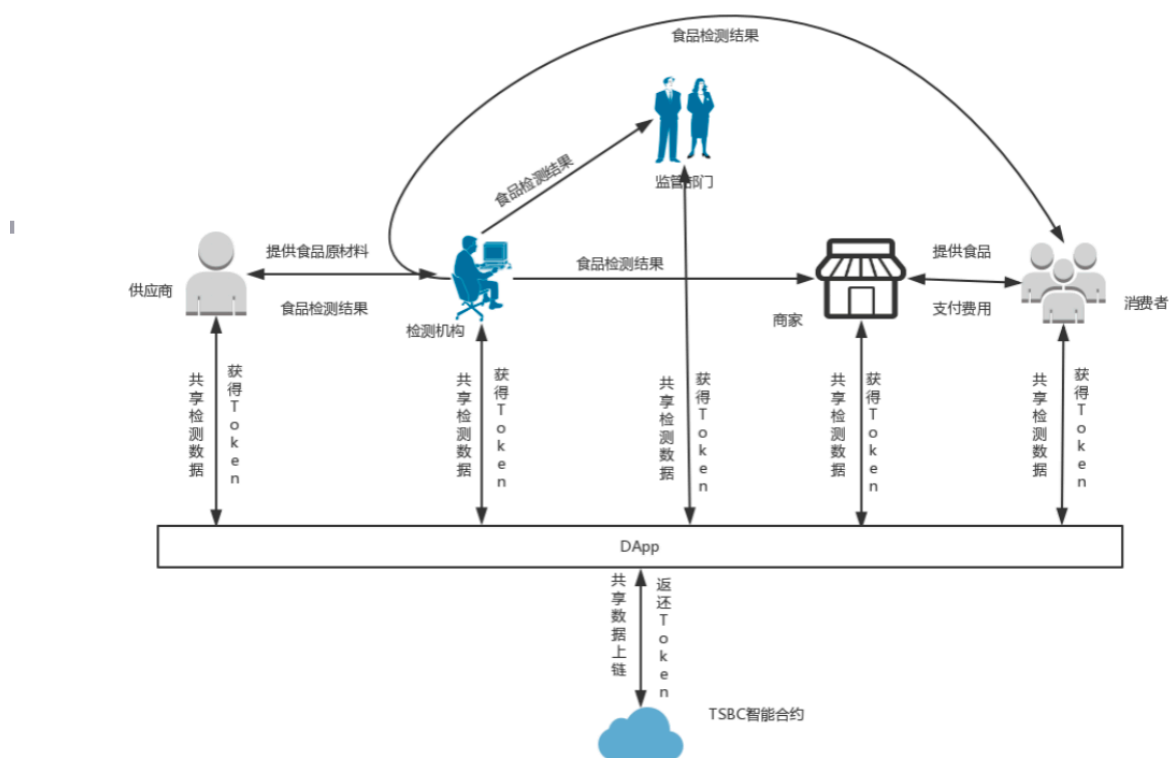 食品检测结果
食品检测结果
监管部门
提供食品原材料
食品检测结果
提供食品
供应商
食品检测结果
检测机构
商家
支付费用
消费者
共享检测数据
获得Token
共享检测数据
获得Token
共享检测数据
获得Token
共享检测数据
获得Token
共享检测数据
获得Token
DApp
共享数据上链
返还Token
TSBC智能合约